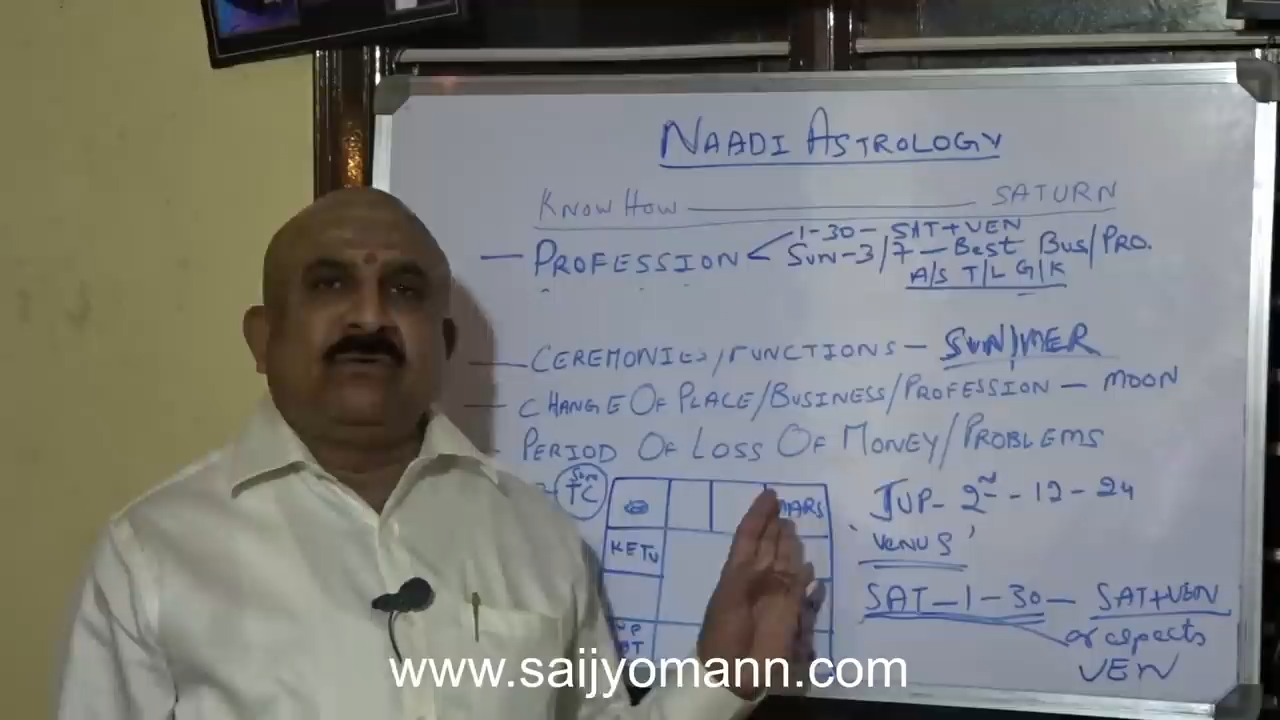 NAADI ASTROLOGY
KNOW HOW ——— SATURN
— PROFESSION < 1-30 — SAT+VEN
SUN-3/7 — Best Bus/PRO.
A/S T/L G/K
— CEREMONIES/FUNCTIONS — SUN/MER
— CHANGE OF PLACE/BUSINESS/PROFESSION — MOON
- PERIOD OF LOSS OF MONEY/PROBLEMS
Sun
TC
MARS
KETU
JUP - 2nd - 12 - 24
'VENUS'
SAT - 1 - 30 — SAT+VEN
or aspects
VEN
www.saijyomann.com